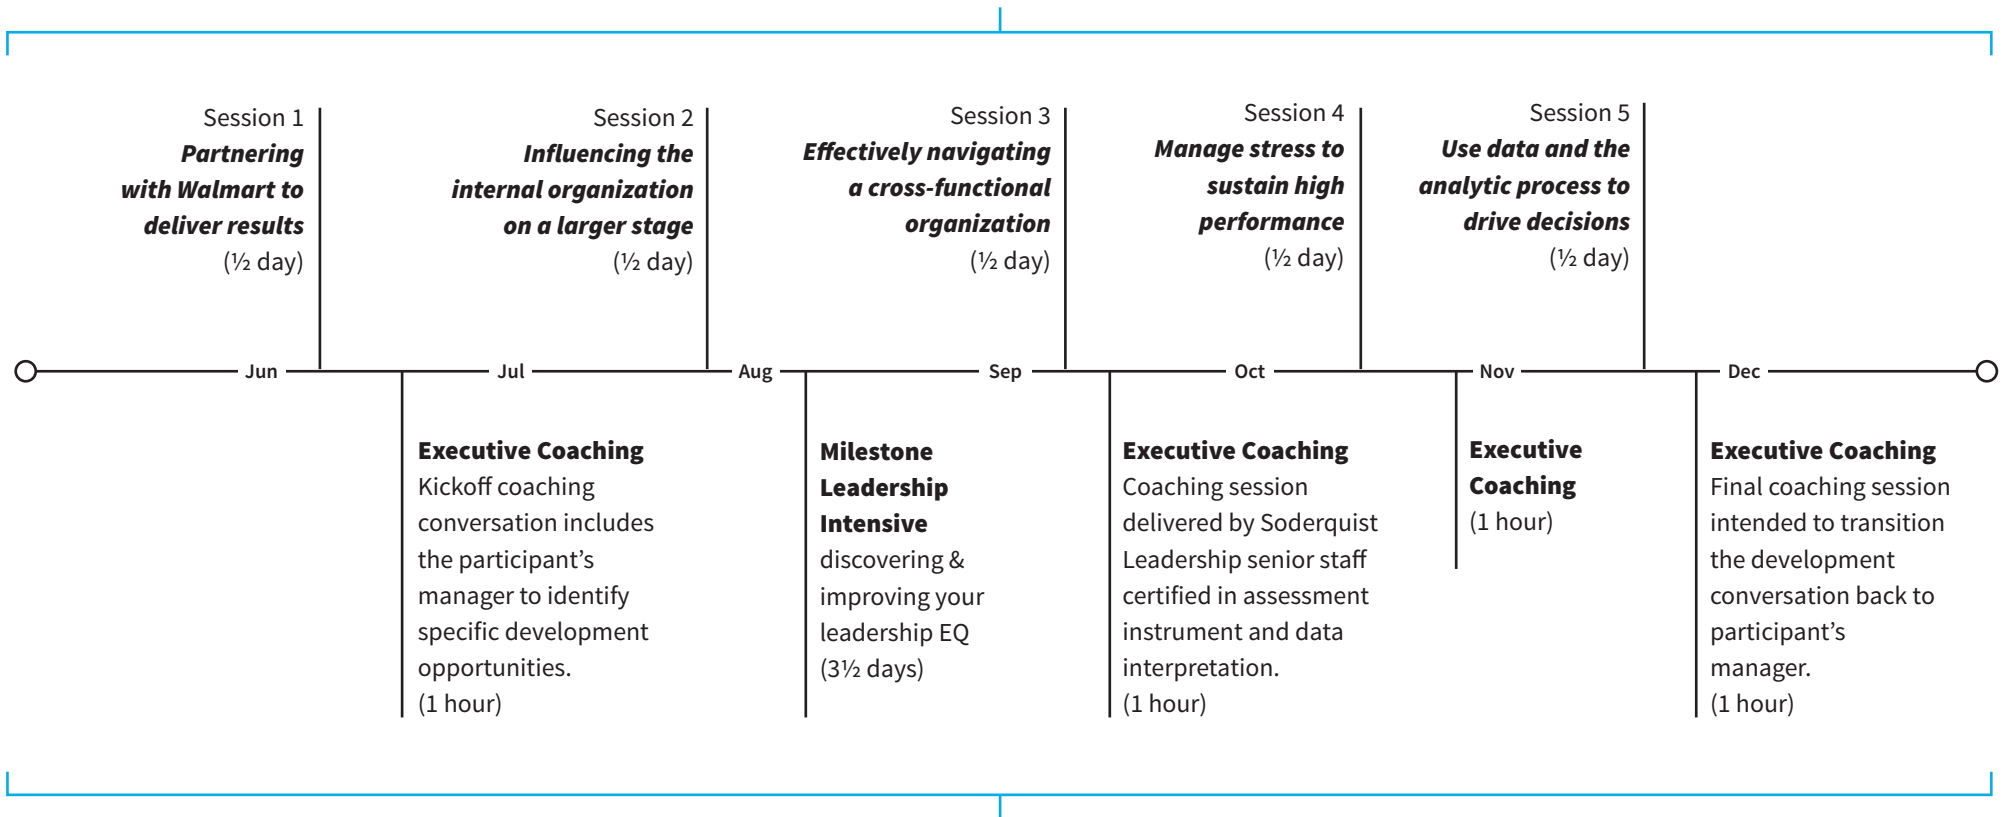 Session 1
Partnering
with Walmart to
deliver results
(½ day)
Session 2
Influencing the
internal organization
on a larger stage
(½ day)
Session 3
Effectively navigating
a cross-functional
organization
(½ day)
Session 4
Manage stress to
sustain high
performance
(½ day)
Session 5
Use data and the
analytic process to
drive decisions
(½ day)
Jun
Jul
Aug
Sep
Oct
Nov
Dec
Executive Coaching
Kickoff coaching
conversation includes
the participant’s
manager to identify
specific development
opportunities.
(1 hour)
Milestone
Leadership
Intensive
discovering &
improving your
leadership EQ
(3½ days)
Executive Coaching
Coaching session
delivered by Soderquist
Leadership senior staff
certified in assessment
instrument and data
interpretation.
(1 hour)
Executive
Coaching
(1 hour)
Executive Coaching
Final coaching session
intended to transition
the development
conversation back to
participant’s
manager.
(1 hour)